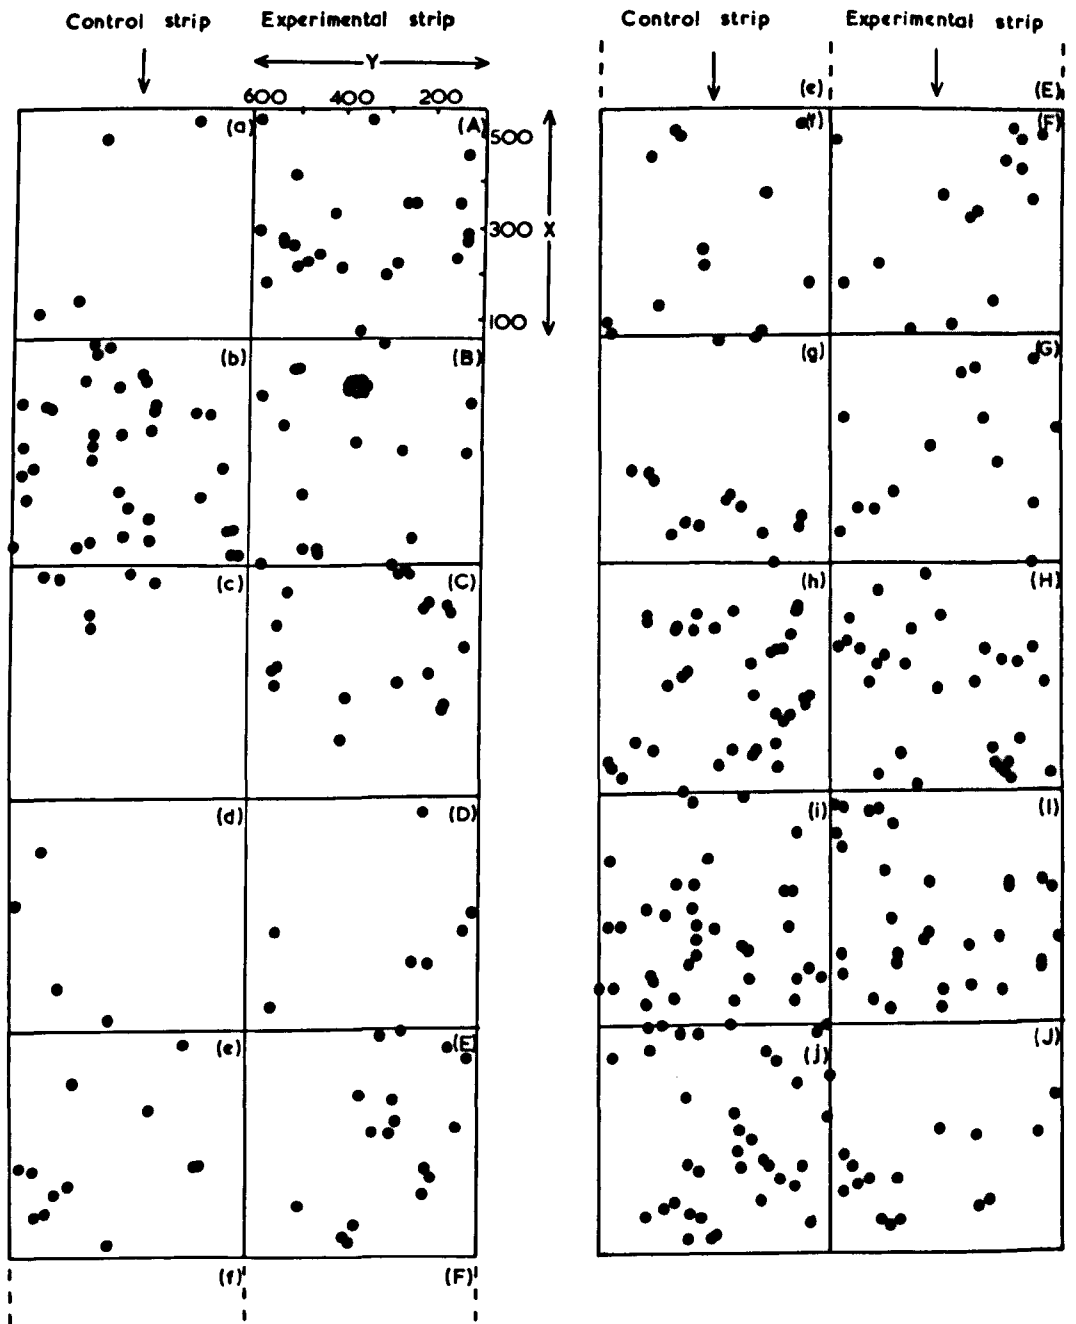 Control strip Experimental strip
Y
600 400 200
(a) (A)
500
300 X
100
(b) (B)
(c) (C)
(d) (D)
(e) (E)
(f) (F)
Control strip Experimental strip
(e) (E)
(f) (F)
(g) (G)
(h) (H)
(i) (I)
(j) (J)